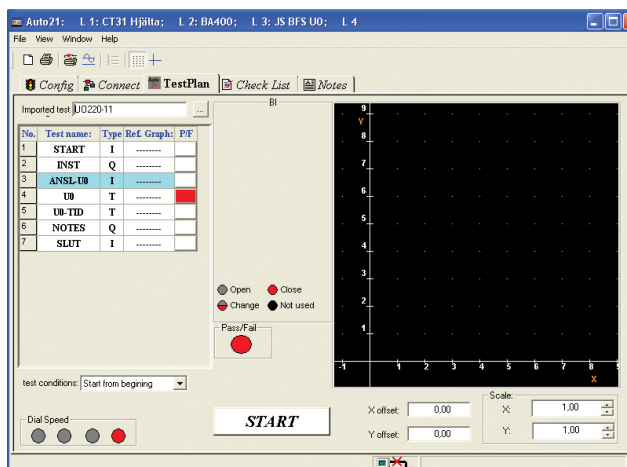 Auto21: L 1: CT31 Hjälta; L 2: BA400; L 3: JS BFS U0; L 4
File View Window Help
Config Connect TestPlan Check List Notes
Imported test UO220-11 ...
BI
No. Test name: Type Ref. Graph: P/F
1 START I --------
2 INST Q --------
3 ANSL-U0 I --------
4 U0 T --------
5 U0-TID T --------
6 NOTES Q --------
7 SLUT I --------
Open Close
Change Not used
Pass/Fail
9
Y
8
7
6
5
4
3
2
1
-1 1 2 3 4 5 6 7 8 9
X
test conditions: Start from begining
Dial Speed
START
X offset: 0,00
Y offset: 0,00
Scale:
X: 1,00
Y: 1,00